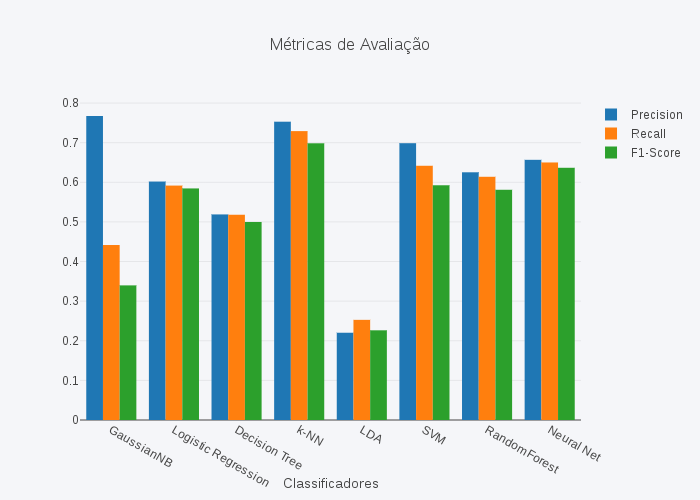 Métricas de Avaliação
Precision
Recall
F1-Score
0.8
0.7
0.6
0.5
0.4
0.3
0.2
0.1
0
GaussianNB
Logistic Regression
Decision Tree
k-NN
LDA
SVM
RandomForest
Neural Net
Classificadores